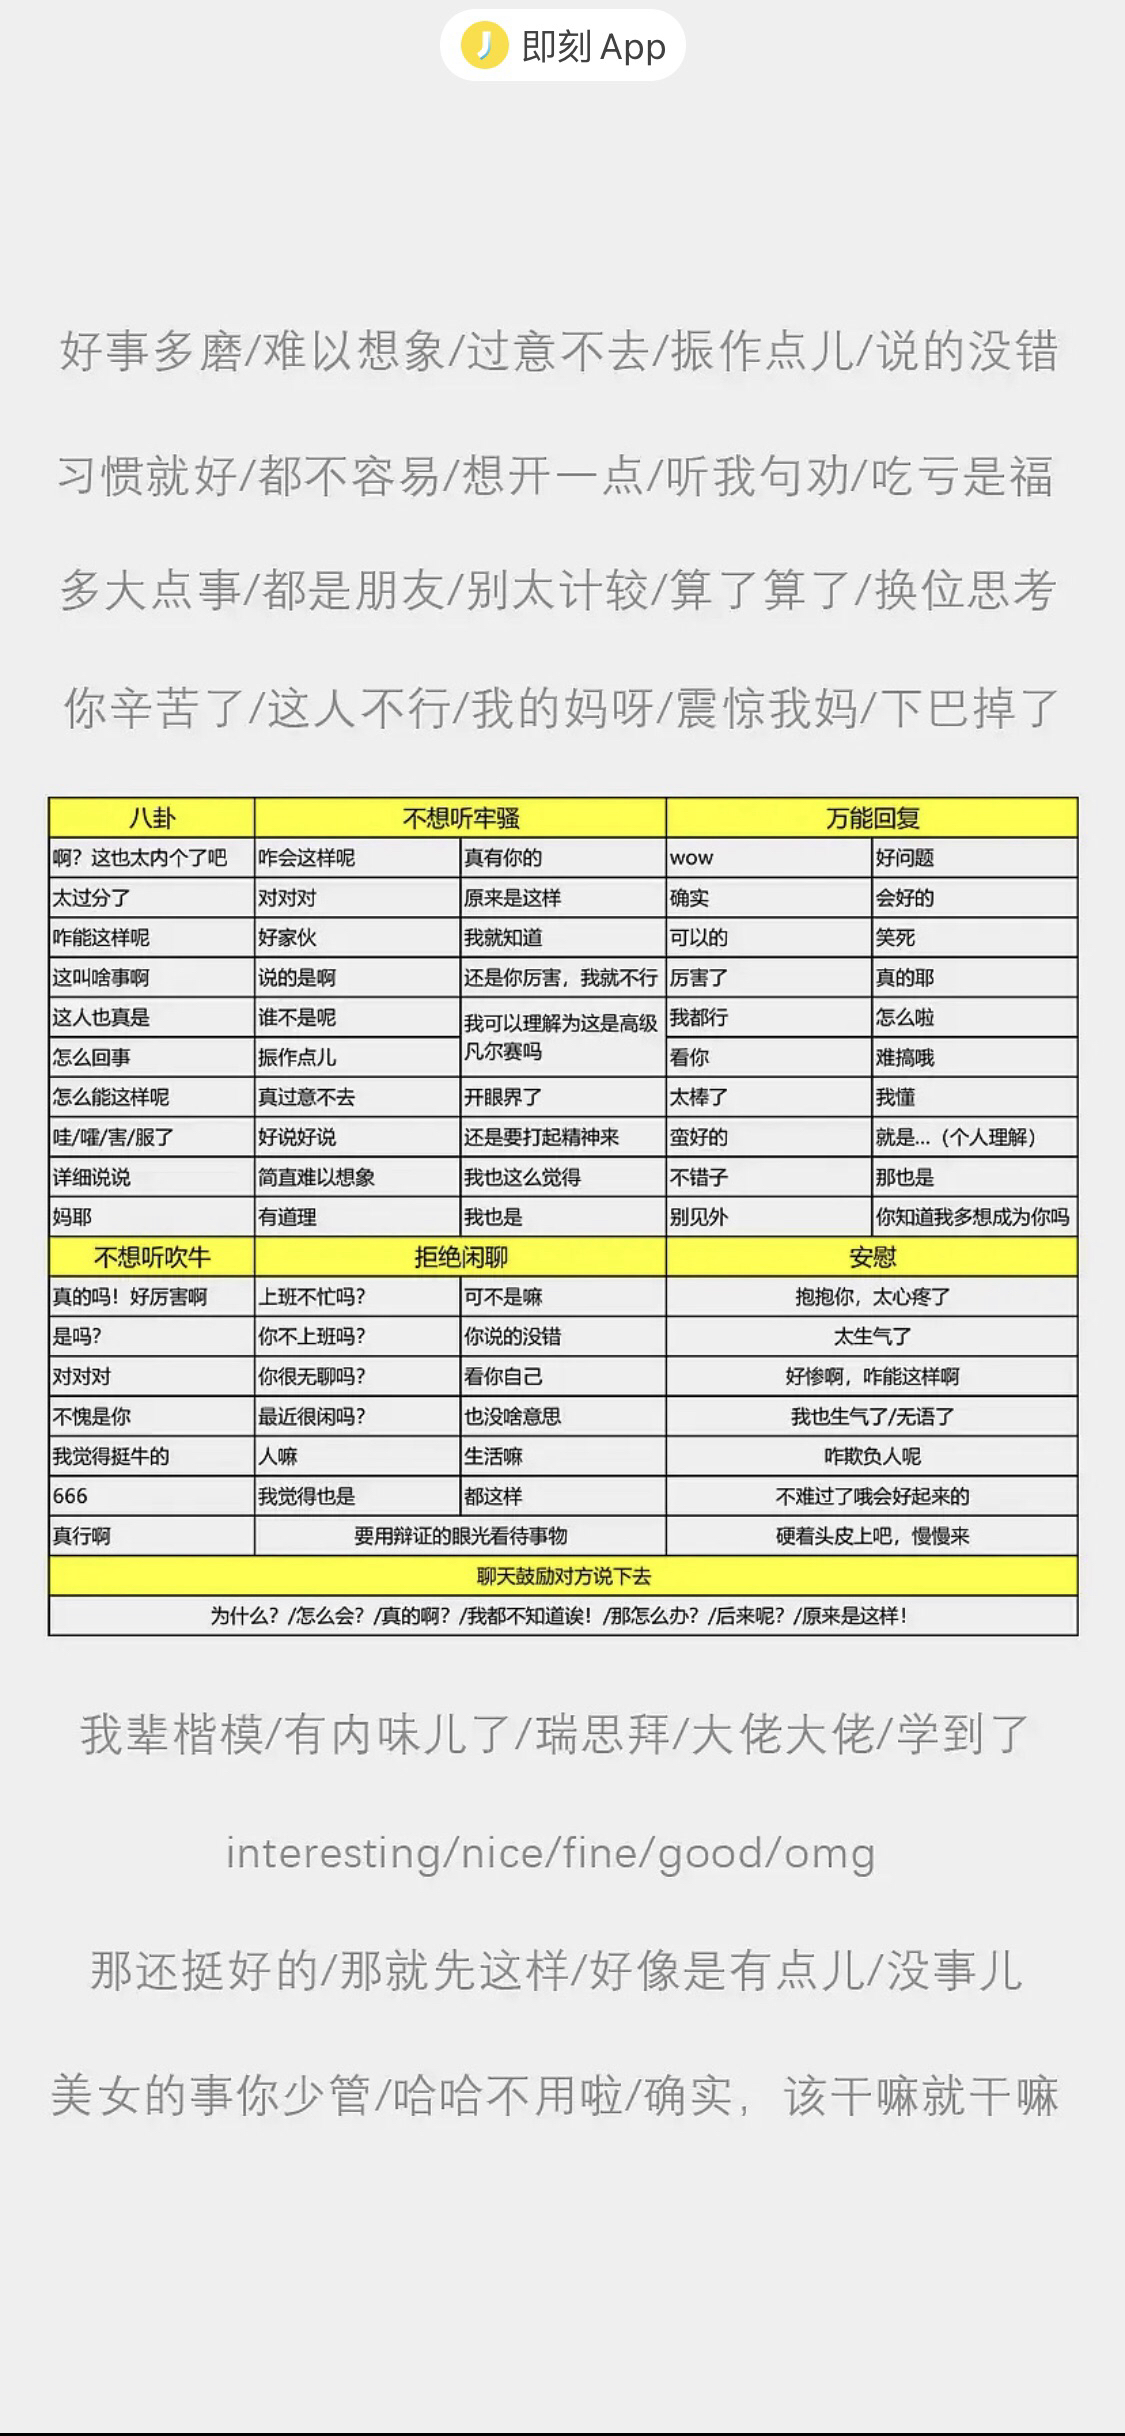 即刻 App
好事多磨/难以想象/过意不去/振作点儿/说的没错
习惯就好/都不容易/想开一点/听我句劝/吃亏是福
多大点事/都是朋友/别太计较/算了算了/换位思考
你辛苦了/这人不行/我的妈呀/震惊我妈/下巴掉了
八卦 不想听牢骚 万能回复
啊？这也太内个了吧 咋会这样呢 真有你的 wow 好问题
太过分了 对对对 原来是这样 确实 会好的
咋能这样呢 好家伙 我就知道 可以的 笑死
这叫啥事啊 说的是啊 还是你厉害，我就不行 厉害了 真的耶
这人也真是 谁不是呢 我可以理解为这是高级 我都行 怎么啦
怎么回事 振作点儿 凡尔赛吗 看你 难搞哦
怎么能这样呢 真过意不去 开眼界了 太棒了 我懂
哇/嚯/害/服了 好说好说 还是要打起精神来 蛮好的 就是...（个人理解）
详细说说 简直难以想象 我也这么觉得 不错子 那也是
妈耶 有道理 我也是 别见外 你知道我多想成为你吗
不想听吹牛 拒绝闲聊 安慰
真的吗！好厉害啊 上班不忙吗？ 可不是嘛 抱抱你，太心疼了
是吗？ 你不上班吗？ 你说的没错 太生气了
对对对 你很无聊吗？ 看你自己 好惨啊，咋能这样啊
不愧是你 最近很闲吗？ 也没啥意思 我也生气了/无语了
我觉得挺牛的 人嘛 生活嘛 咋欺负人呢
666 我觉得也是 都这样 不难过了哦会好起来的
真行啊 要用辩证的眼光看待事物 硬着头皮上吧，慢慢来
聊天鼓励对方说下去
为什么？/怎么会？/真的啊？/我都不知道诶！/那怎么办？/后来呢？/原来是这样！
我辈楷模/有内味儿了/瑞思拜/大佬大佬/学到了
interesting/nice/fine/good/omg
那还挺好的/那就先这样/好像是有点儿/没事儿
美女的事你少管/哈哈不用啦/确实，该干嘛就干嘛